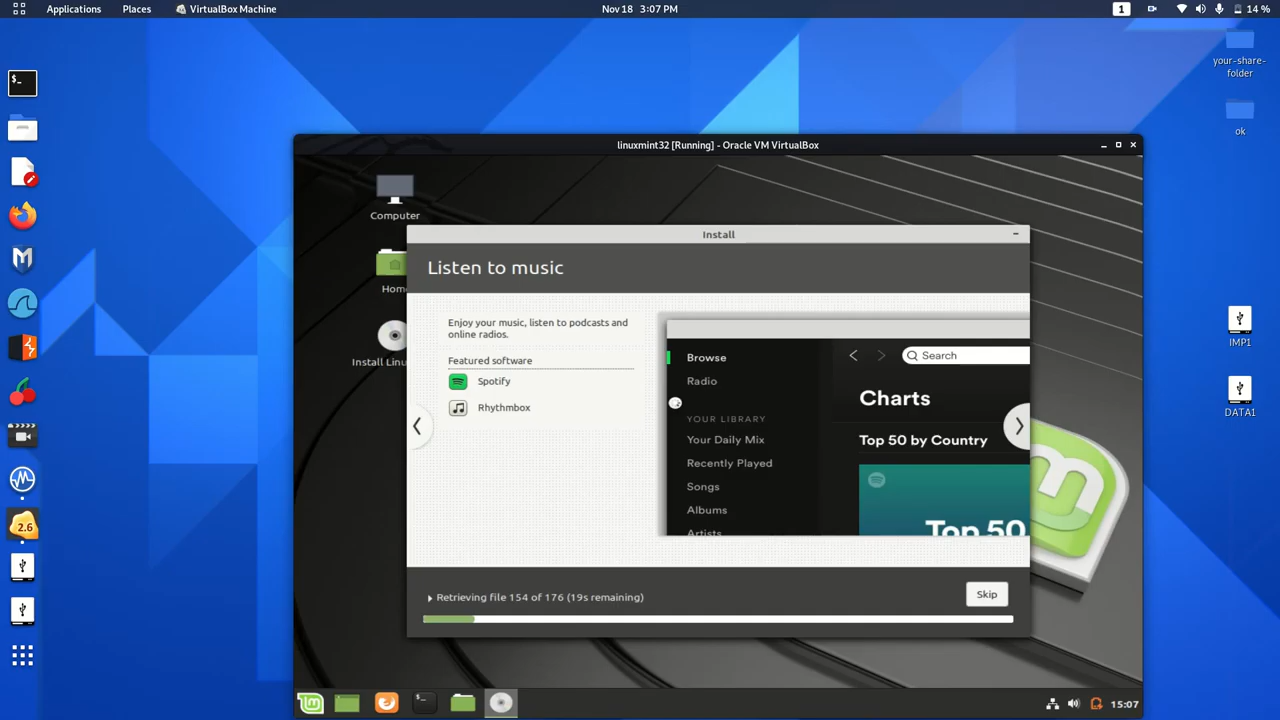 Applications
Places
VirtualBox Machine
Nov 18 3:07 PM
1
14 %
your-share-
folder
ok
$_
linuxmint32 [Running] - Oracle VM VirtualBox
Computer
Install
Listen to music
Home
Enjoy your music, listen to podcasts and
online radios.
Featured software
Spotify
Rhythmbox
Browse
Search
Radio
Charts
YOUR LIBRARY
Top 50 by Country
Your Daily Mix
Recently Played
Songs
Albums
Artists
Top 50
Install Linu
IMP1
DATA1
2.6
Retrieving file 154 of 176 (19s remaining)
Skip
15:07